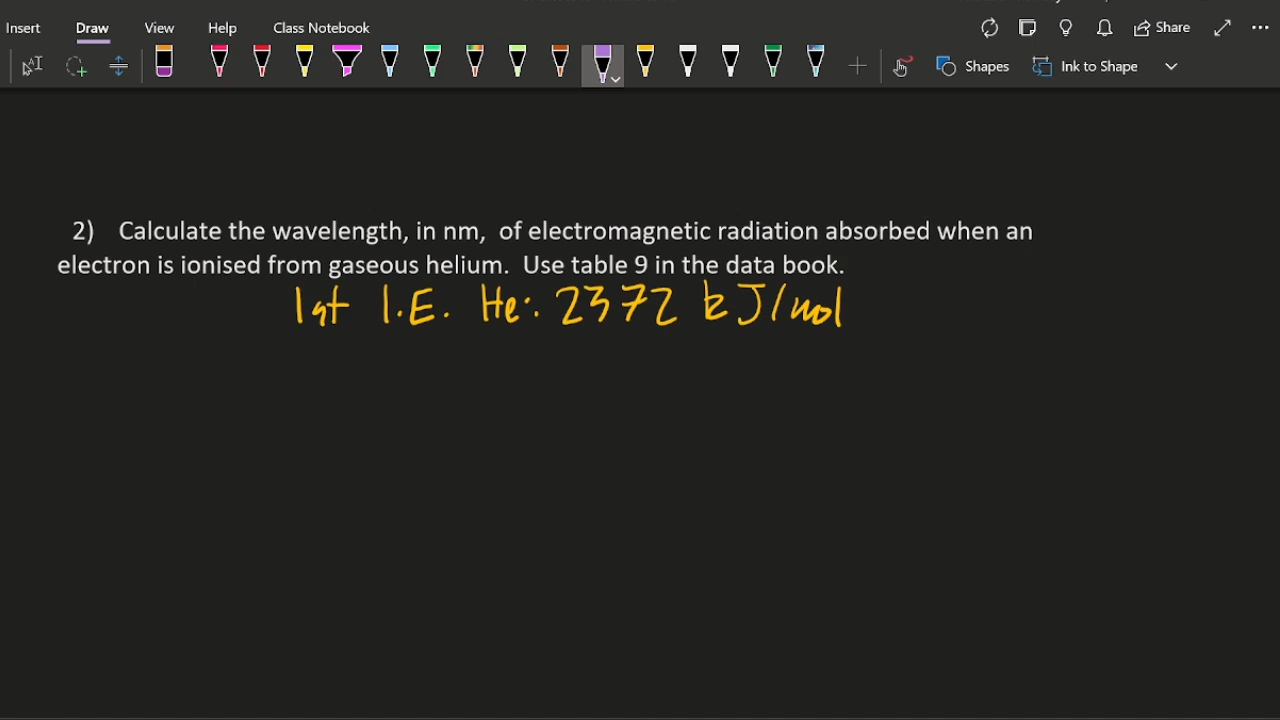 Insert Draw View Help Class Notebook Share
Shapes Ink to Shape
2) Calculate the wavelength, in nm, of electromagnetic radiation absorbed when an
electron is ionised from gaseous helium. Use table 9 in the data book.
1st I.E. He: 2372 kJ/mol